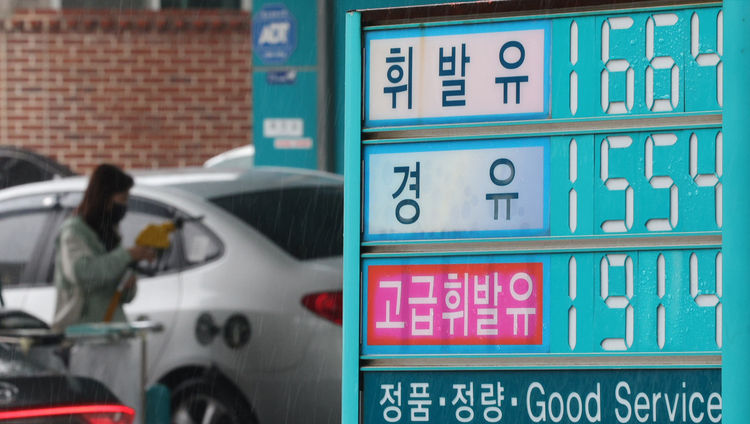 ADT
휘발유 1664
경유 1554
고급휘발유 1914
정품·정량·Good Service